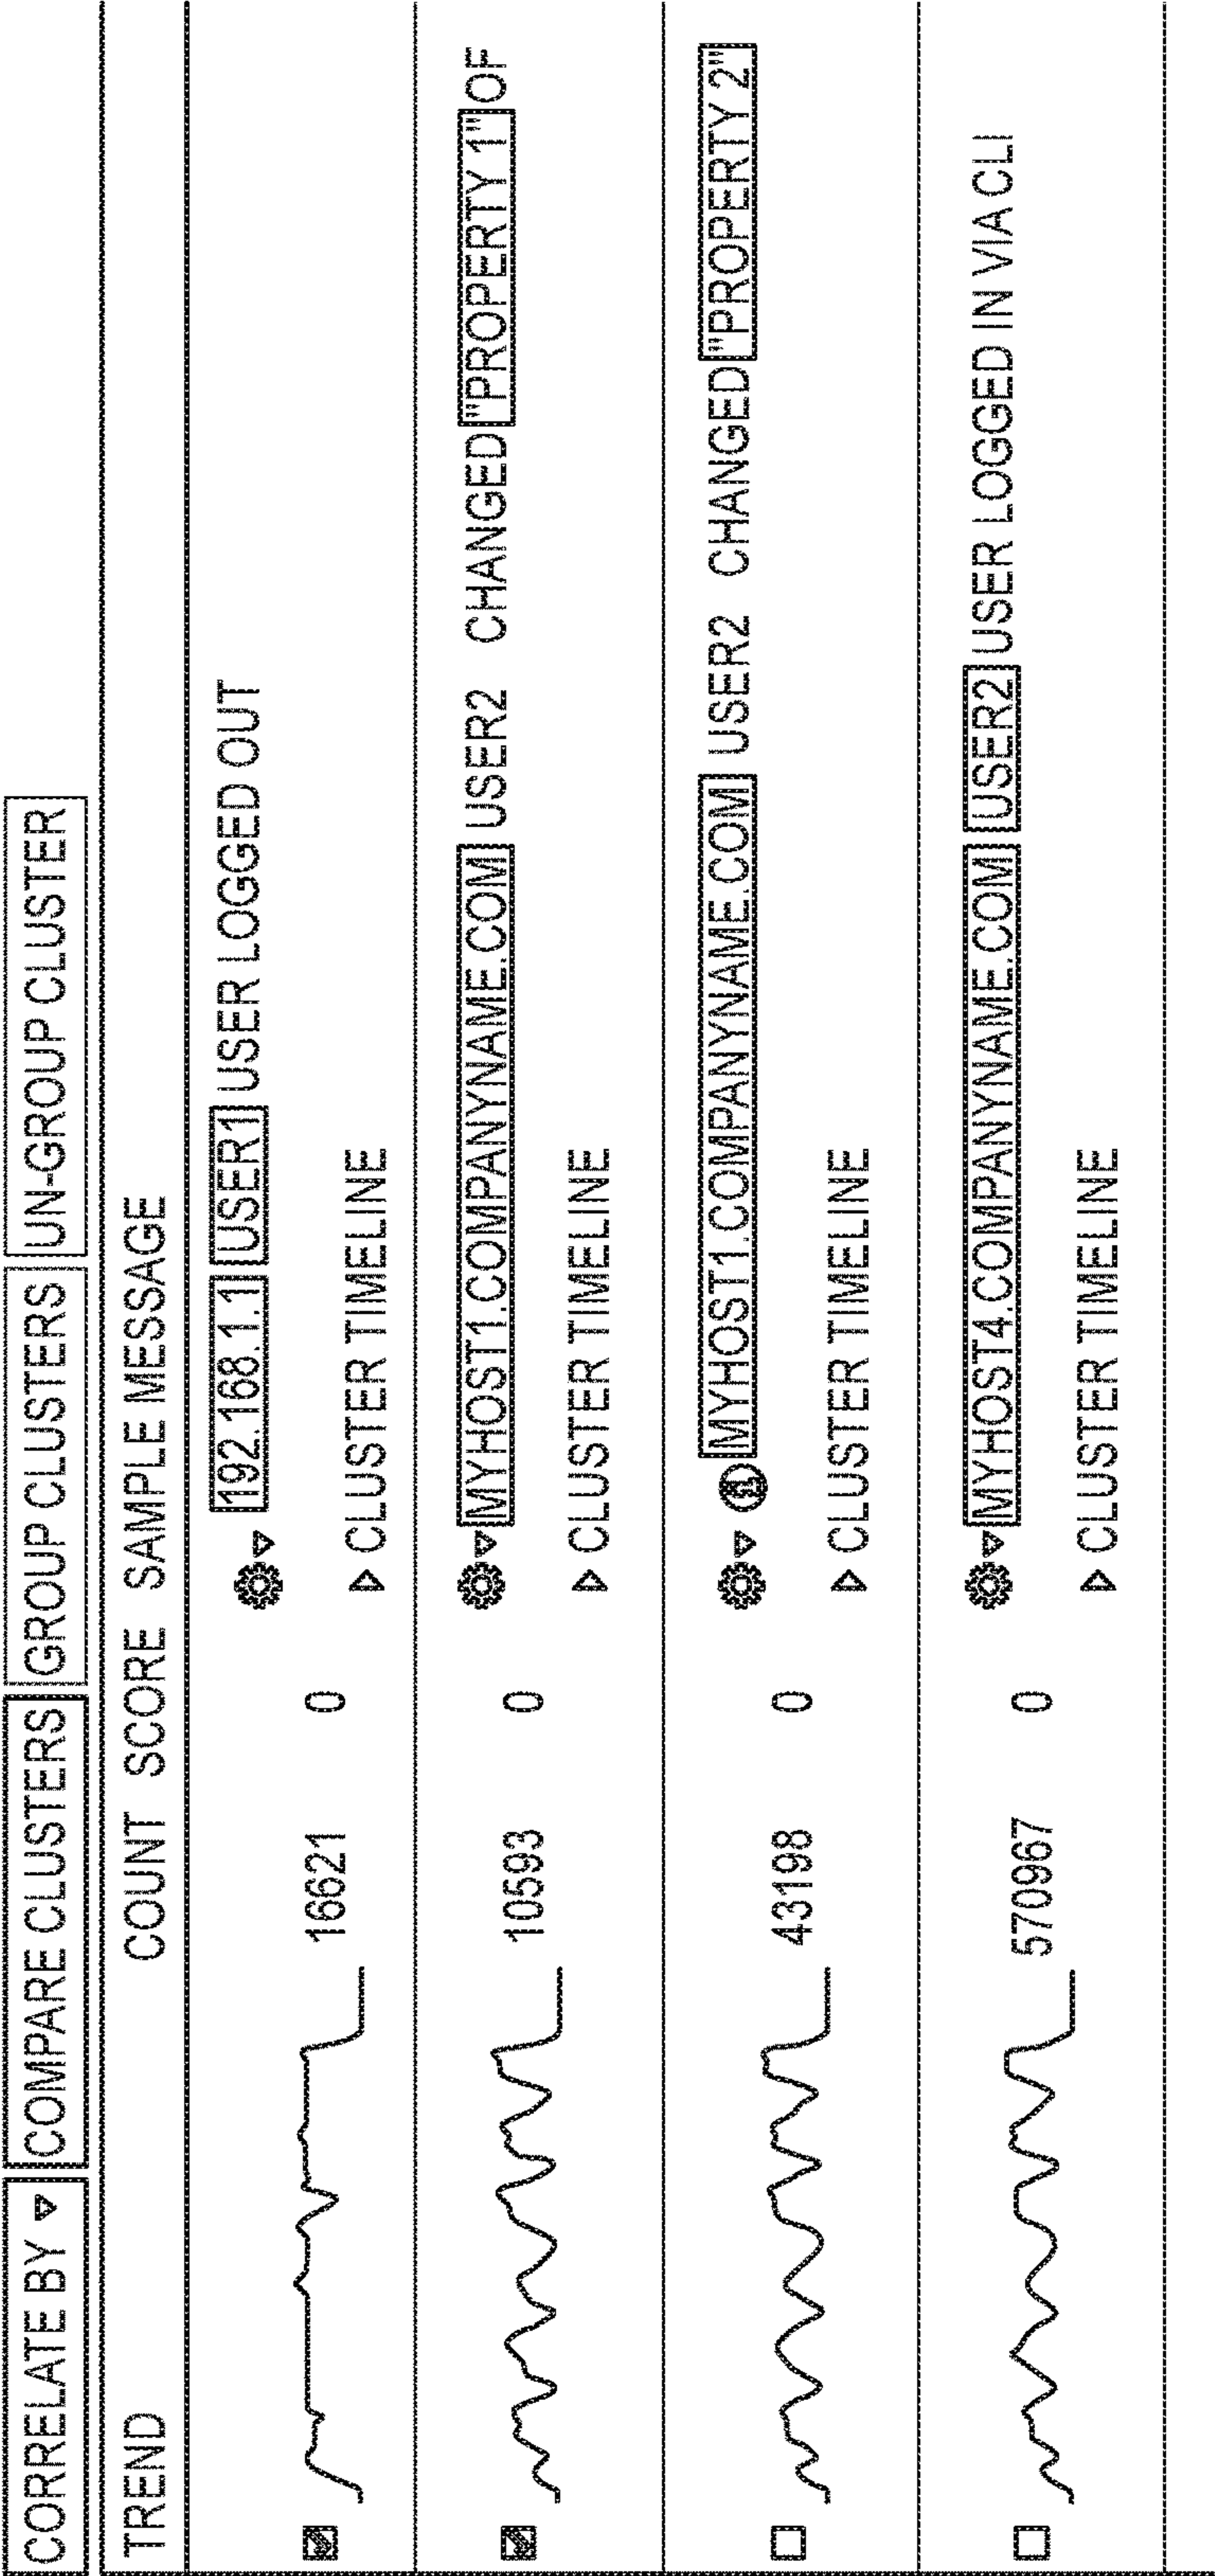 CORRELATE BY COMPARE CLUSTERS GROUP CLUSTERS UN-GROUP CLUSTER
TREND COUNT SCORE SAMPLE MESSAGE
16621 0 192.168.1.1 USER1 USER LOGGED OUT
CLUSTER TIMELINE
10593 0 MYHOST1.COMPANYNAME.COM USER2 CHANGED "PROPERTY 1" OF
CLUSTER TIMELINE
43198 0 MYHOST1.COMPANYNAME.COM USER2 CHANGED "PROPERTY 2"
CLUSTER TIMELINE
570967 0 MYHOST4.COMPANYNAME.COM USER2 USER LOGGED IN VIA CLI
CLUSTER TIMELINE